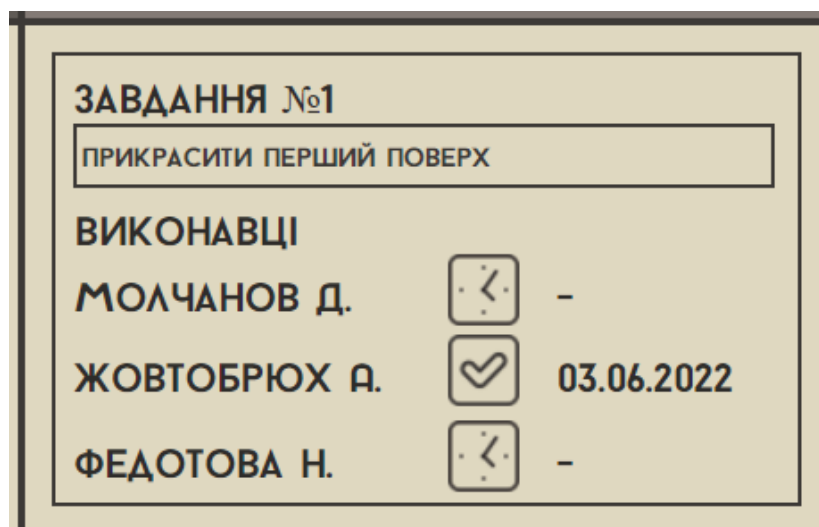 ЗАВДАННЯ №1
ПРИКРАСИТИ ПЕРШИЙ ПОВЕРХ
ВИКОНАВЦІ
МОЛЧАНОВ Д. –
ЖОВТОБРЮХ А. 03.06.2022
ФЕДОТОВА Н. –